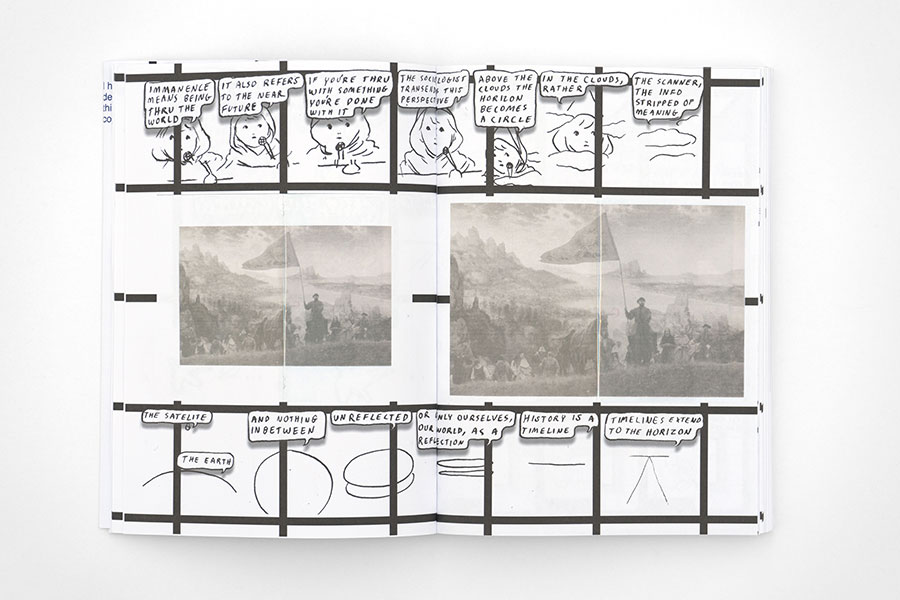 l h
de
thi
co
IMMANENCE
MEANS BEING
THRU THE
WORLD
IT ALSO REFERS
TO THE NEAR
FUTURE
IF YOU'RE THRU
WITH SOMETHING
YOU'RE DONE
WITH IT
THE SOCIOLOGIST
TRANSENDS THIS
PERSPECTIVE
ABOVE THE
CLOUDS THE
HORILON
BECOMES
A CIRCLE
IN THE CLOUDS,
RATHER
THE SCANNER,
THE INFO
STRIPPED OF
MEANING
THE SATELITE
THE EARTH
AND NOTHING
INBETWEEN
UNREFLECTED
OR ONLY OURSELVES,
OUR WORLD, AS A
REFLECTION
HISTORY IS A
TIMELINE
TIMELINES EXTEND
TO THE HORIZON